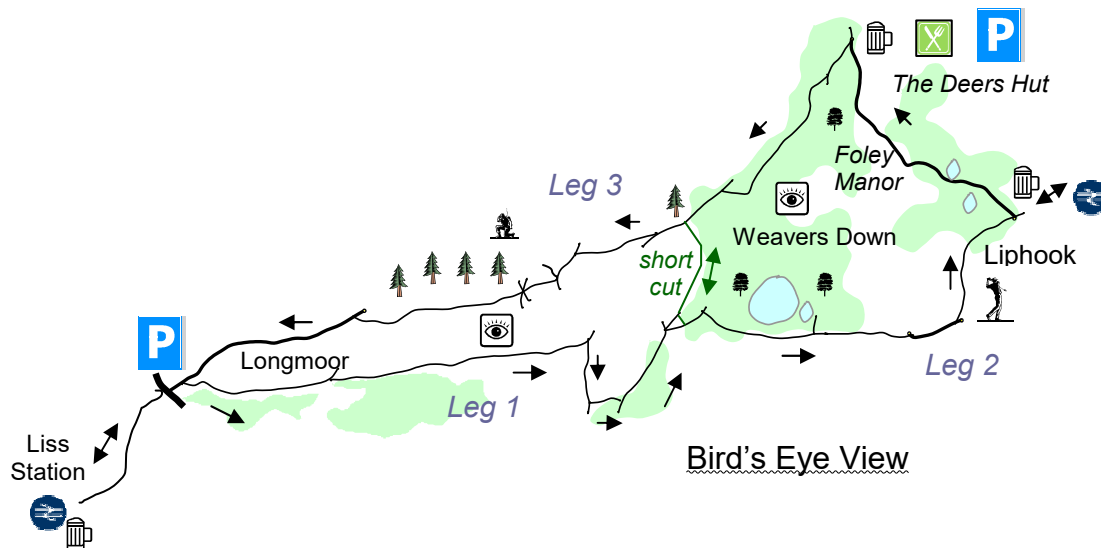 P
The Deers Hut
Foley
Manor
Leg 3
Weavers Down
Liphook
short
cut
P
Longmoor
Leg 2
Leg 1
Liss
Station
Bird's Eye View